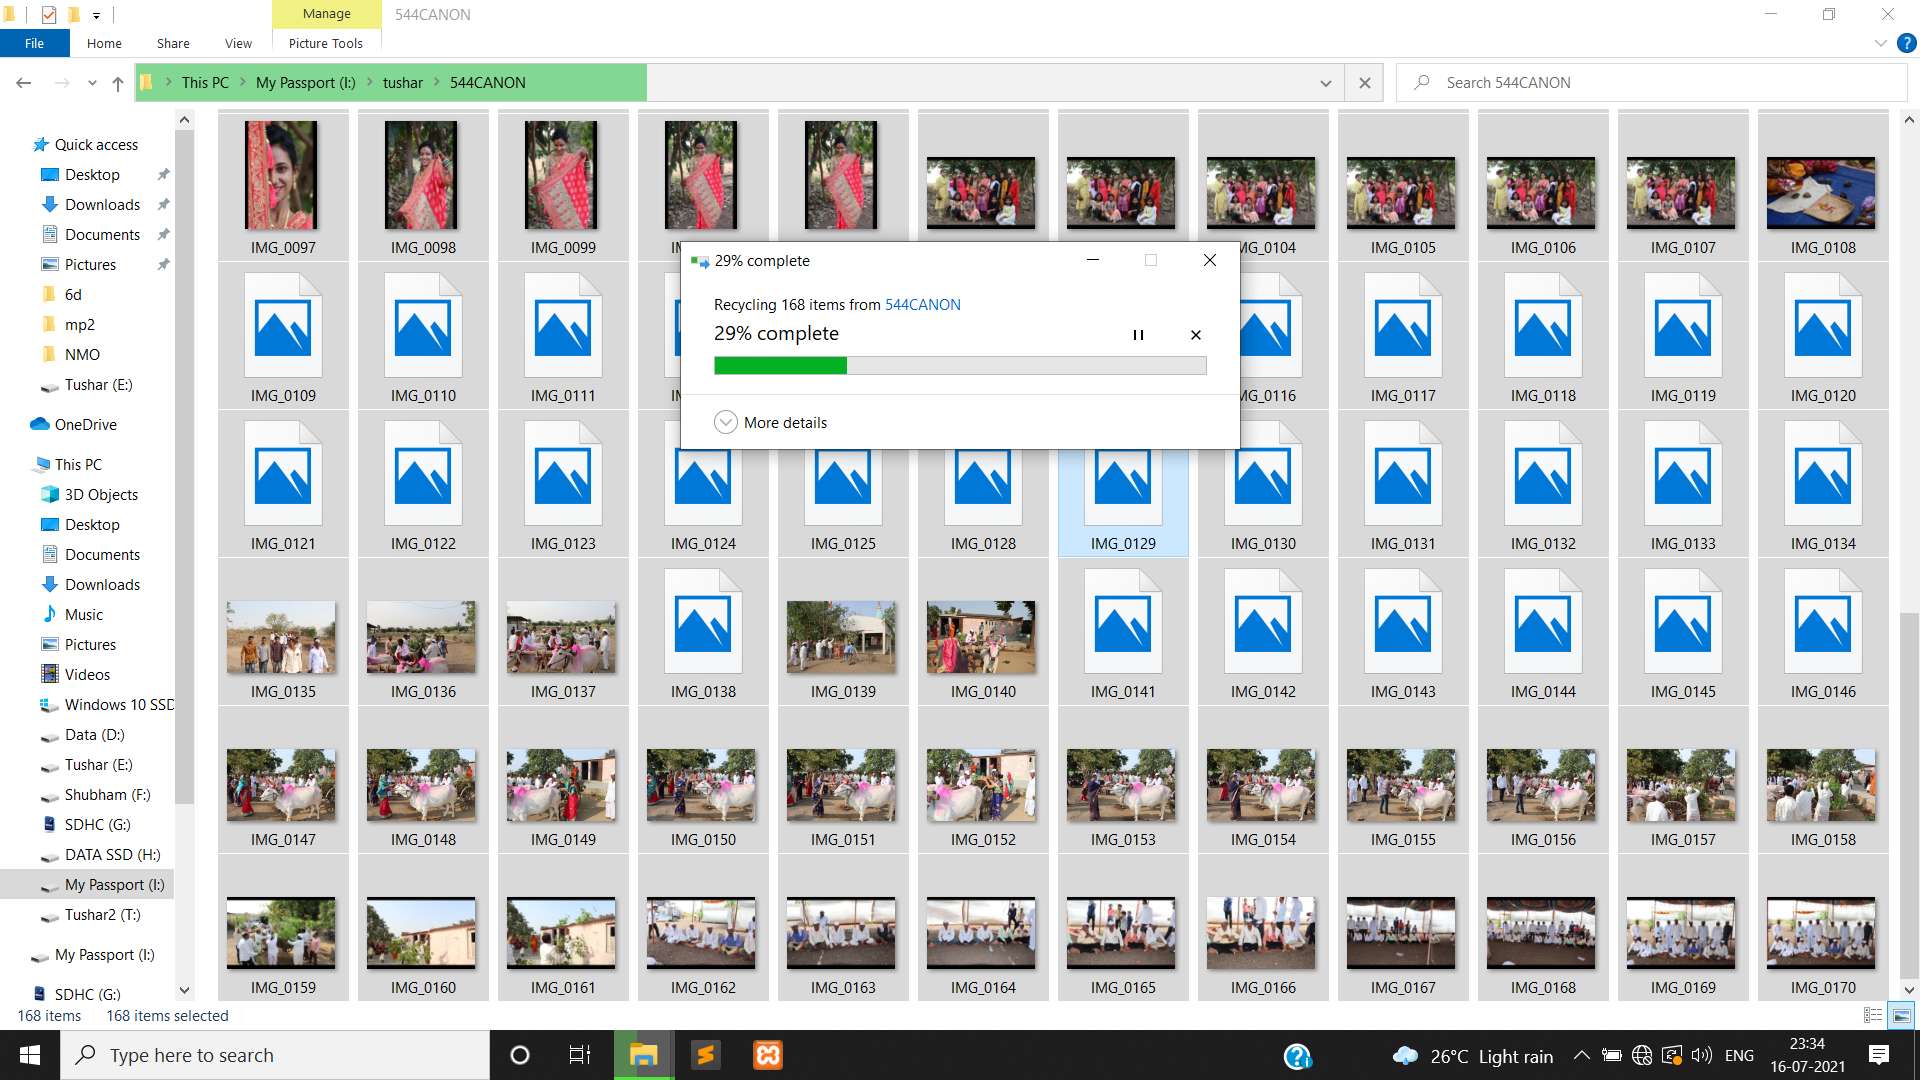 Manage
544CANON
File
Home
Share
View
Picture Tools
This PC
My Passport (I:)
tushar
544CANON
Search 544CANON
Quick access
Desktop
Downloads
Documents
Pictures
6d
mp2
NMO
Tushar (E:)
OneDrive
This PC
3D Objects
Desktop
Documents
Downloads
Music
Pictures
Videos
Windows 10 SSD
Data (D:)
Tushar (E:)
Shubham (F:)
SDHC (G:)
DATA SSD (H:)
My Passport (I:)
Tushar2 (T:)
My Passport (I:)
SDHC (G:)
IMG_0097 IMG_0098 IMG_0099 IMG_0104 IMG_0105 IMG_0106 IMG_0107 IMG_0108
29% complete
Recycling 168 items from 544CANON
29% complete
More details
IMG_0109 IMG_0110 IMG_0111 IMG_0116 IMG_0117 IMG_0118 IMG_0119 IMG_0120
IMG_0121 IMG_0122 IMG_0123 IMG_0124 IMG_0125 IMG_0128 IMG_0129 IMG_0130 IMG_0131 IMG_0132 IMG_0133 IMG_0134
IMG_0135 IMG_0136 IMG_0137 IMG_0138 IMG_0139 IMG_0140 IMG_0141 IMG_0142 IMG_0143 IMG_0144 IMG_0145 IMG_0146
IMG_0147 IMG_0148 IMG_0149 IMG_0150 IMG_0151 IMG_0152 IMG_0153 IMG_0154 IMG_0155 IMG_0156 IMG_0157 IMG_0158
IMG_0159 IMG_0160 IMG_0161 IMG_0162 IMG_0163 IMG_0164 IMG_0165 IMG_0166 IMG_0167 IMG_0168 IMG_0169 IMG_0170
168 items 168 items selected
Type here to search
26°C Light rain
ENG
23:34
16-07-2021